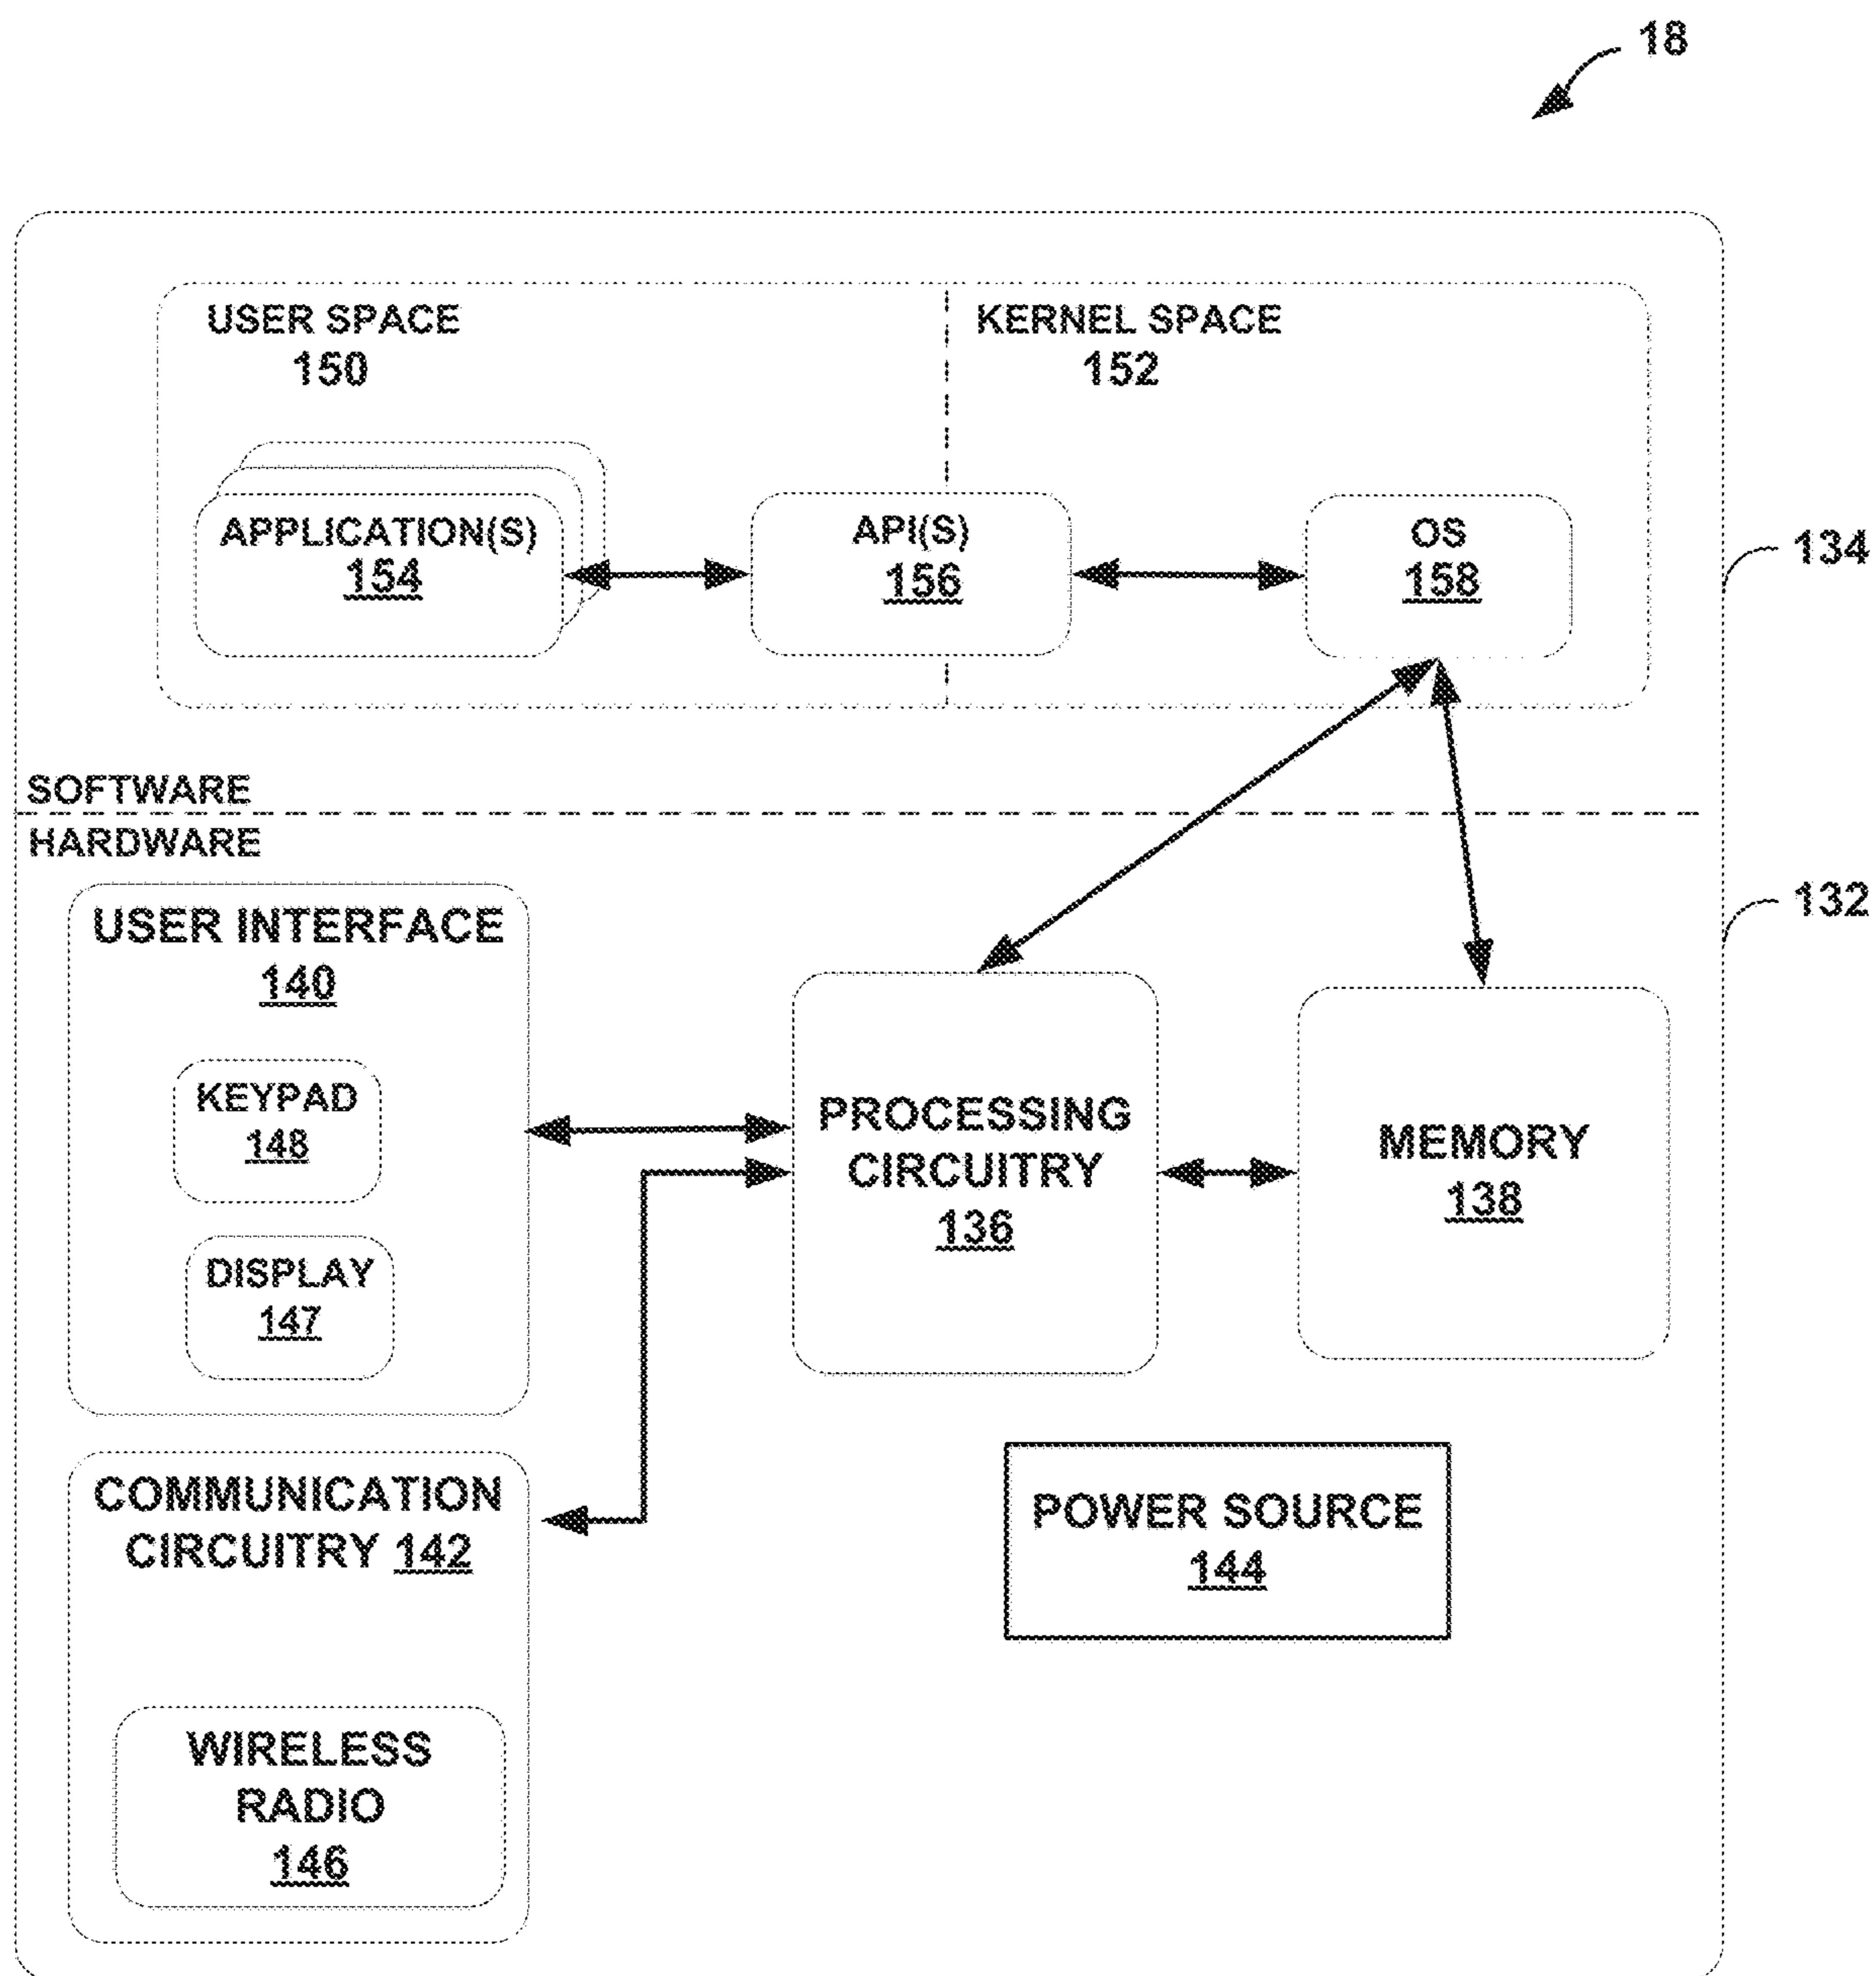 18
USER SPACE
150
KERNEL SPACE
152
APPLICATION(S)
154
API(S)
156
OS
158
134
SOFTWARE
HARDWARE
132
USER INTERFACE
140
KEYPAD
148
DISPLAY
147
PROCESSING
CIRCUITRY
136
MEMORY
138
COMMUNICATION
CIRCUITRY 142
WIRELESS
RADIO
146
POWER SOURCE
144